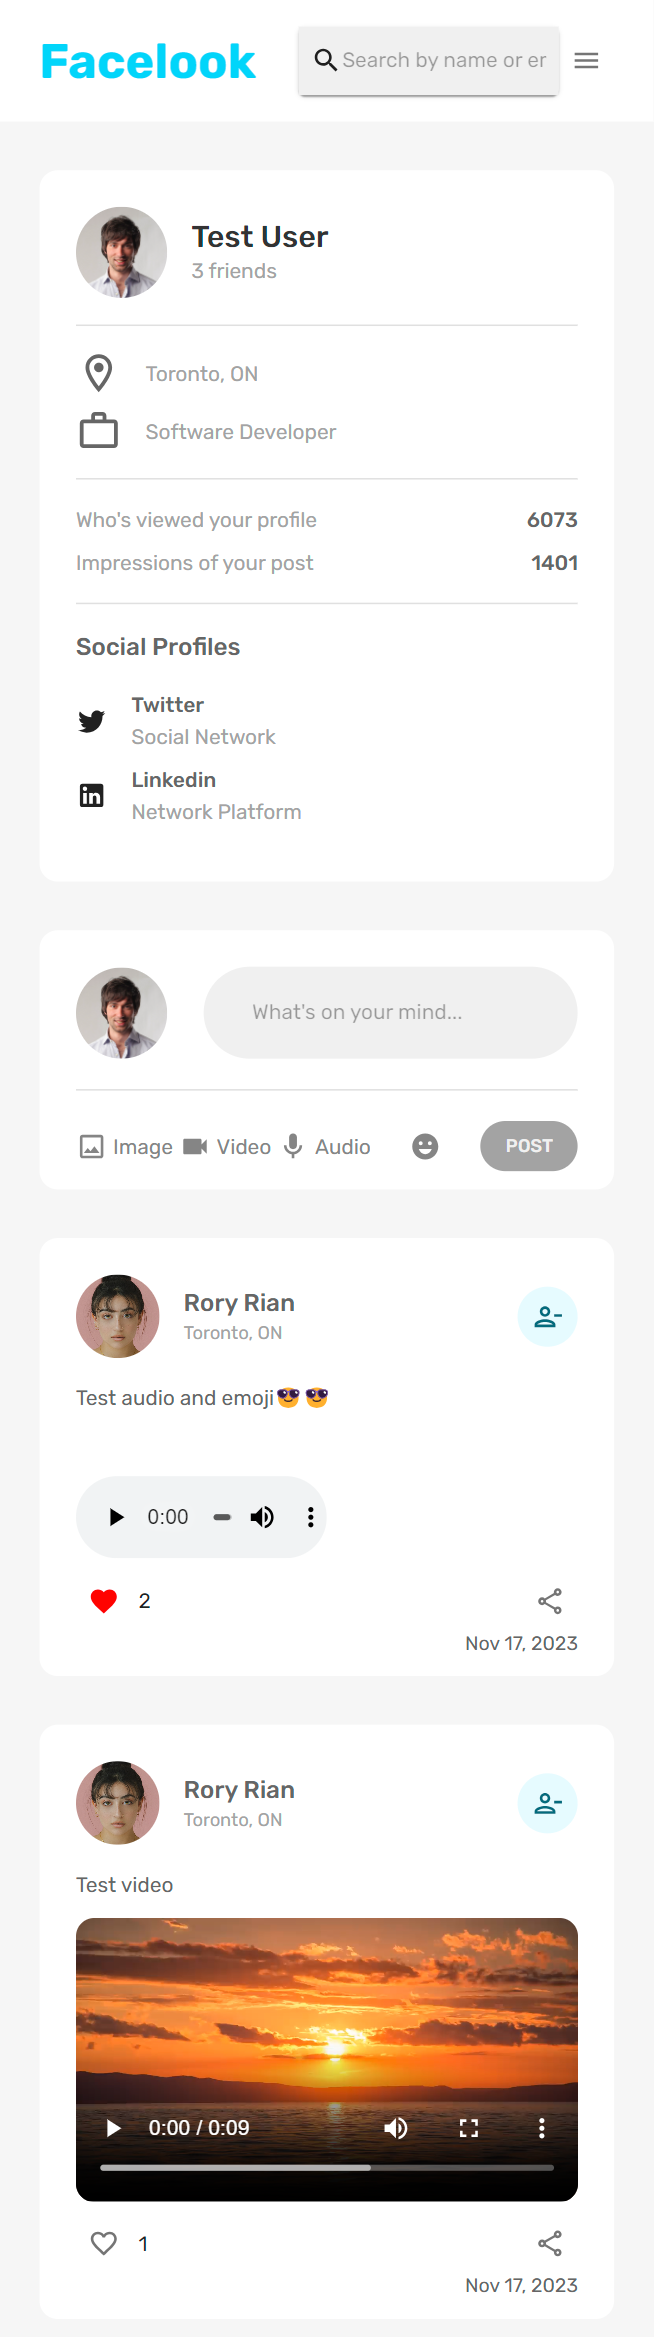 Facelook
Search by name or er
Test User
3 friends
Toronto, ON
Software Developer
Who's viewed your profile 6073
Impressions of your post 1401
Social Profiles
Twitter
Social Network
Linkedin
Network Platform
What's on your mind...
Image Video Audio POST
Rory Rian
Toronto, ON
Test audio and emoji😎😎
0:00
2
Nov 17, 2023
Rory Rian
Toronto, ON
Test video
0:00 / 0:09
1
Nov 17, 2023